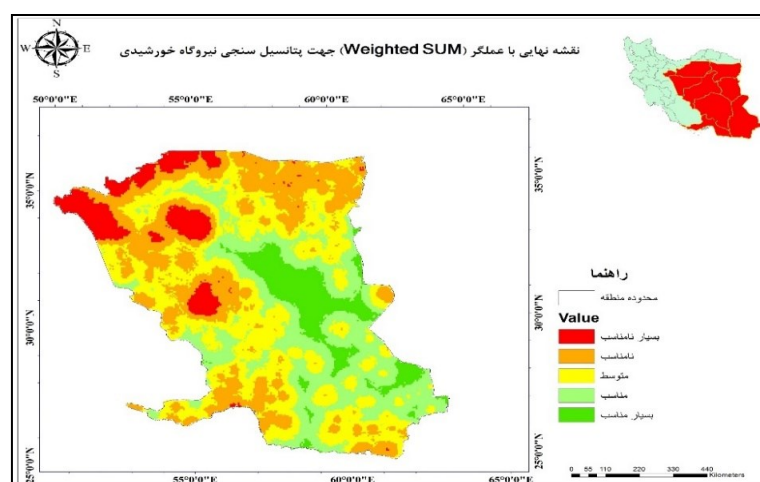 نقشه نهایی با عملگر (Weighted SUM) جهت پتانسیل سنجی نیروگاه خورشیدی
N
W E
S
50°0'0"E 55°0'0"E 60°0'0"E 65°0'0"E
35°0'0"N 35°0'0"N
30°0'0"N 30°0'0"N
25°0'0"N 25°0'0"N
راهنما
محدوده منطقه
Value
بسیار نامناسب
نامناسب
متوسط
مناسب
بسیار مناسب
55°0'0"E 60°0'0"E 65°0'0"E
0 55 110 220 330 440
Kilometers